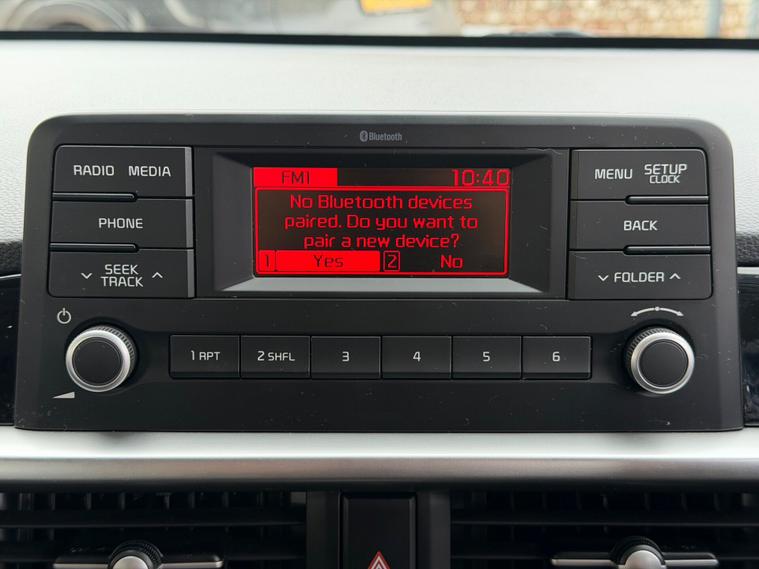 Bluetooth
RADIO MEDIA
PHONE
SEEK
TRACK
FM1 10:40
No Bluetooth devices
paired. Do you want to
pair a new device?
1 Yes 2 No
MENU SETUP
CLOCK
BACK
FOLDER
1 RPT 2 SHFL 3 4 5 6